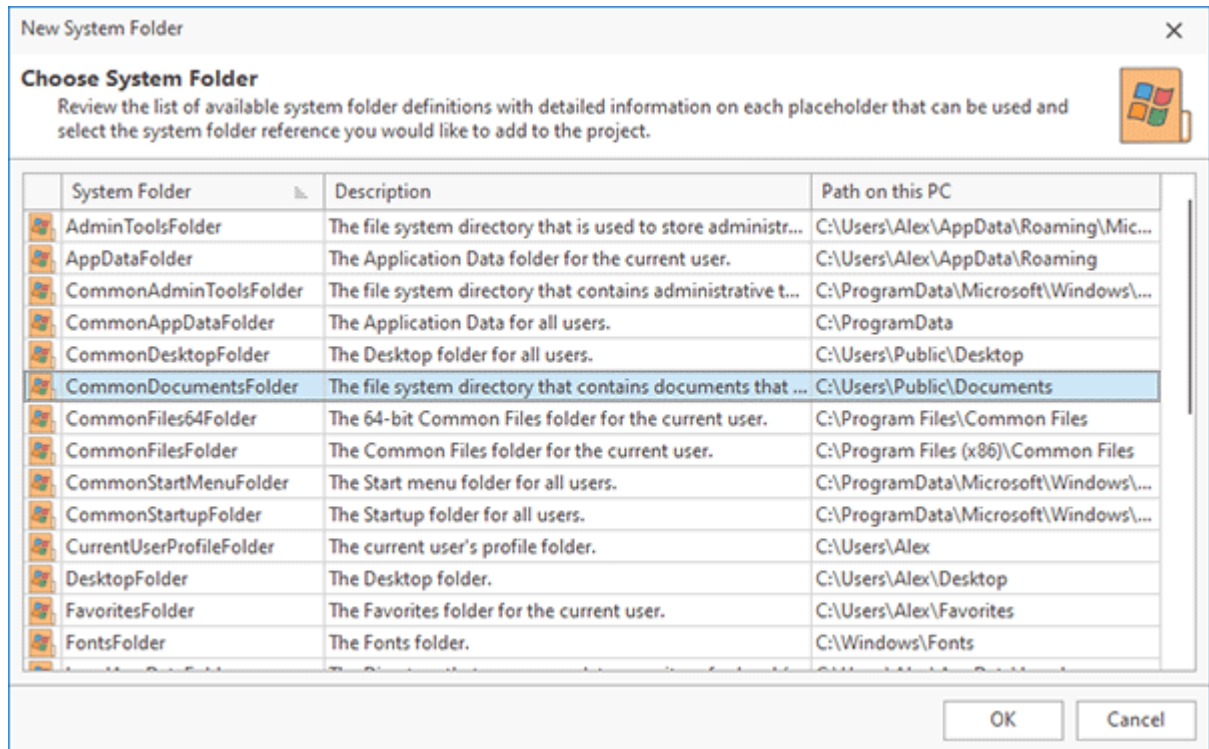 New System Folder
Choose System Folder
Review the list of available system folder definitions with detailed information on each placeholder that can be used and
select the system folder reference you would like to add to the project.
System Folder Description Path on this PC
AdminToolsFolder The file system directory that is used to store administr... C:\Users\Alex\AppData\Roaming\Mic...
AppDataFolder The Application Data folder for the current user. C:\Users\Alex\AppData\Roaming
CommonAdminToolsFolder The file system directory that contains administrative t... C:\ProgramData\Microsoft\Windows\...
CommonAppDataFolder The Application Data for all users. C:\ProgramData
CommonDesktopFolder The Desktop folder for all users. C:\Users\Public\Desktop
CommonDocumentsFolder The file system directory that contains documents that ... C:\Users\Public\Documents
CommonFiles64Folder The 64-bit Common Files folder for the current user. C:\Program Files\Common Files
CommonFilesFolder The Common Files folder for the current user. C:\Program Files (x86)\Common Files
CommonStartMenuFolder The Start menu folder for all users. C:\ProgramData\Microsoft\Windows\...
CommonStartupFolder The Startup folder for all users. C:\ProgramData\Microsoft\Windows\...
CurrentUserProfileFolder The current user's profile folder. C:\Users\Alex
DesktopFolder The Desktop folder. C:\Users\Alex\Desktop
FavoritesFolder The Favorites folder for the current user. C:\Users\Alex\Favorites
FontsFolder The Fonts folder. C:\Windows\Fonts
OK Cancel